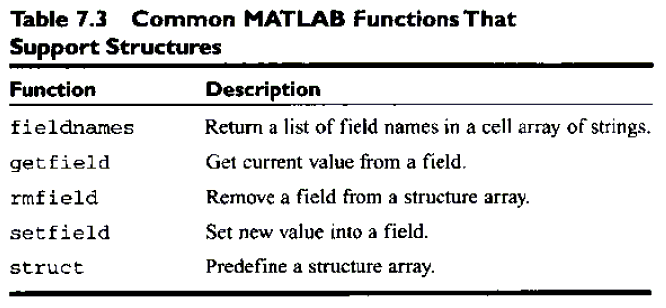 Table 7.3 Common MATLAB Functions That
Support Structures
Function Description
fieldnames Return a list of field names in a cell array of strings.
getfield Get current value from a field.
rmfield Remove a field from a structure array.
setfield Set new value into a field.
struct Predefine a structure array.